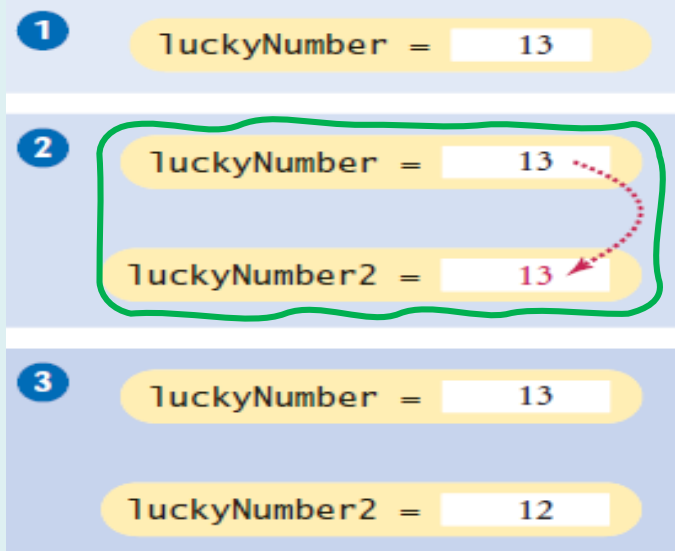 1
luckyNumber = 13
2
luckyNumber = 13
luckyNumber2 = 13
3
luckyNumber = 13
luckyNumber2 = 12